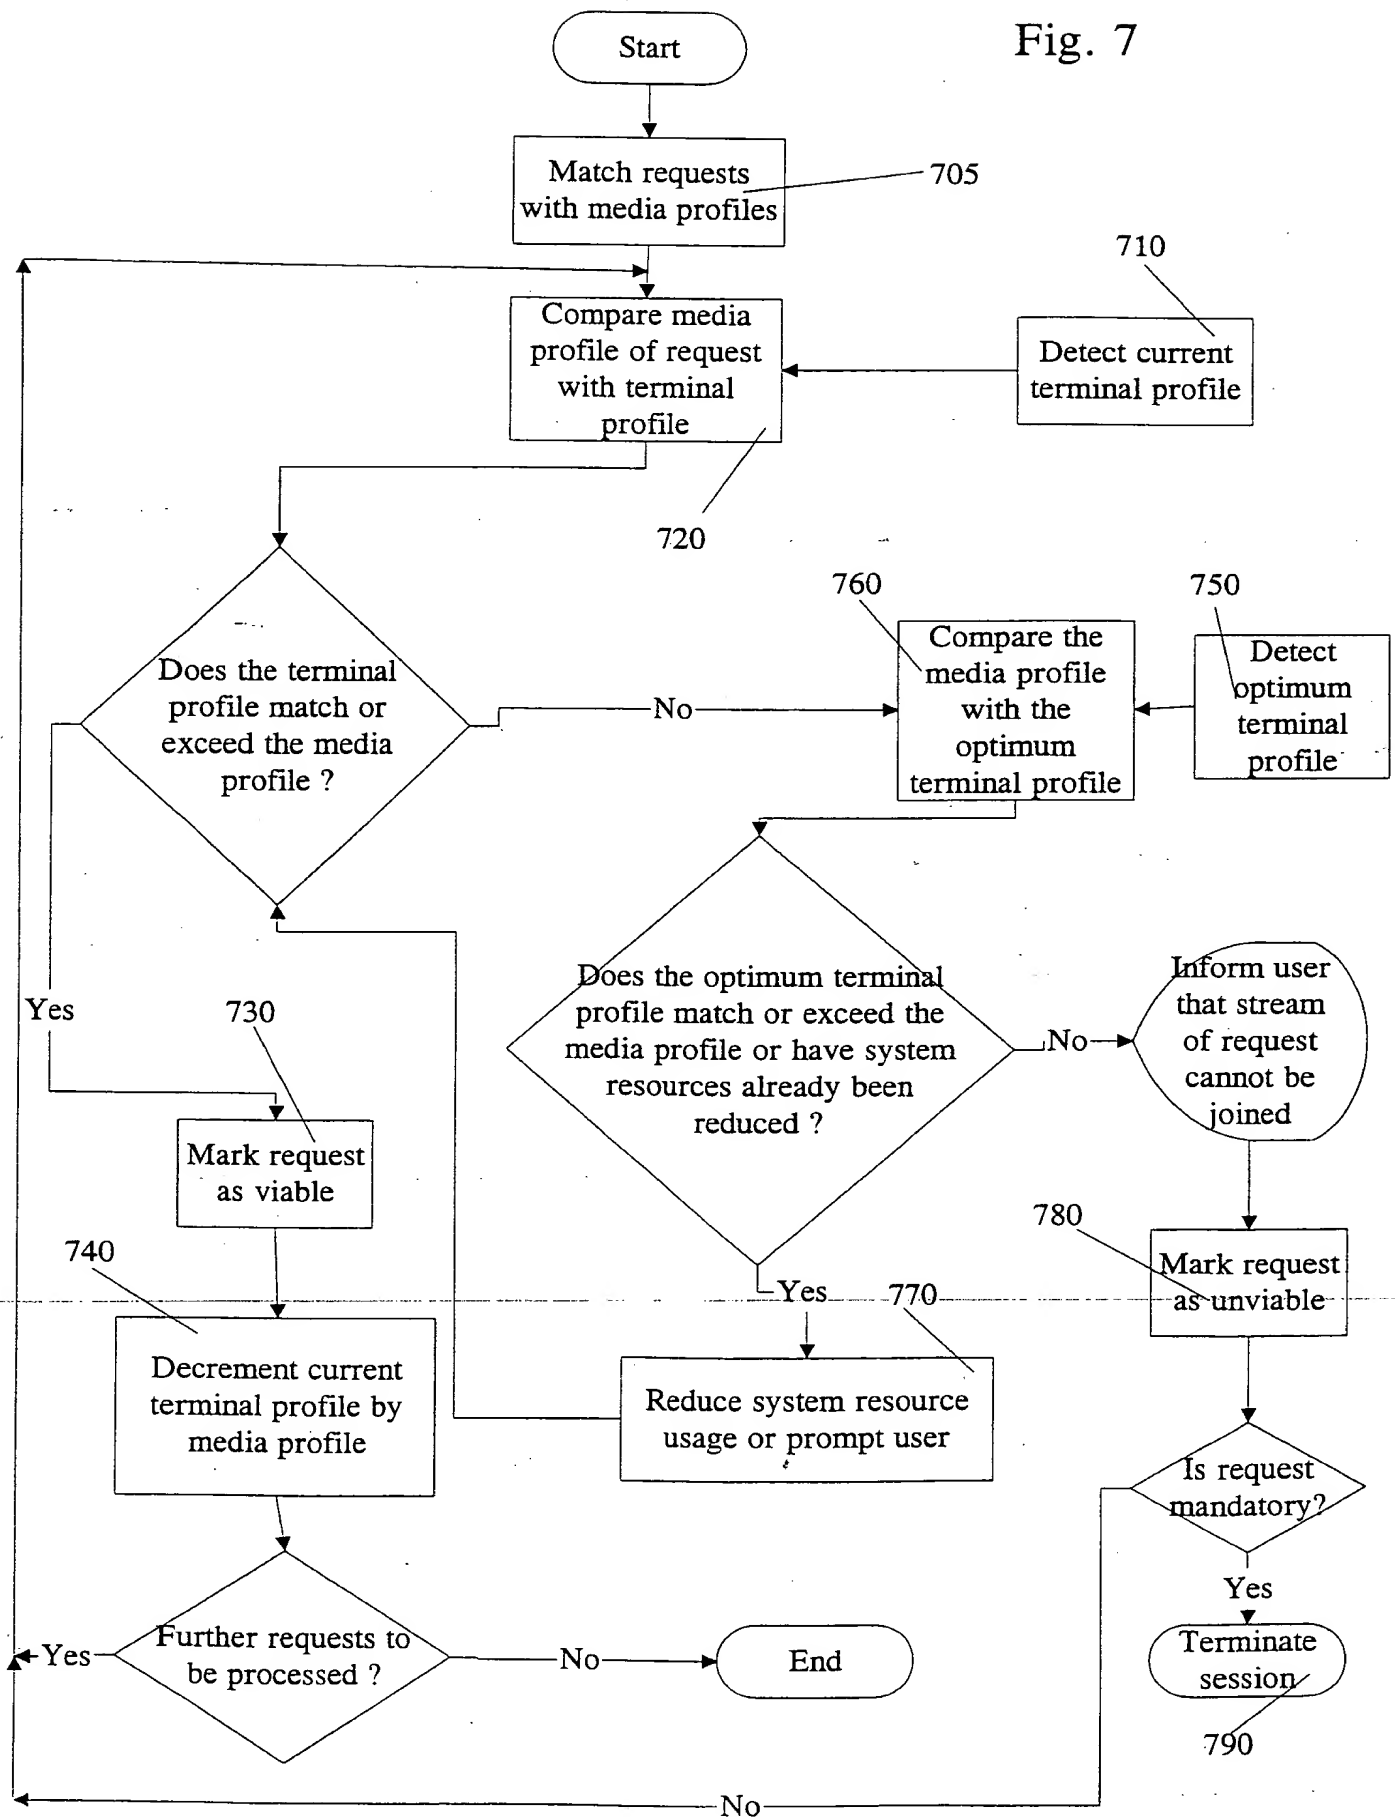 Fig. 7
Start
Match requests
with media profiles
705
710
Compare media
profile of request
with terminal
profile
Detect current
terminal profile
720
760
750
Does the terminal
profile match or
exceed the media
profile ?
No
Compare the
media profile
with the
optimum
terminal profile
Detect
optimum
terminal
profile
Does the optimum terminal
profile match or exceed the
media profile or have system
resources already been
reduced ?
No
Inform user
that stream
of request
cannot be
joined
Yes
730
Mark request
as viable
740
780
Mark request
as unviable
Yes
770
Decrement current
terminal profile by
media profile
Reduce system resource
usage or prompt user
Is request
mandatory?
Yes
Yes
Further requests to
be processed ?
No
End
Terminate
session
790
No